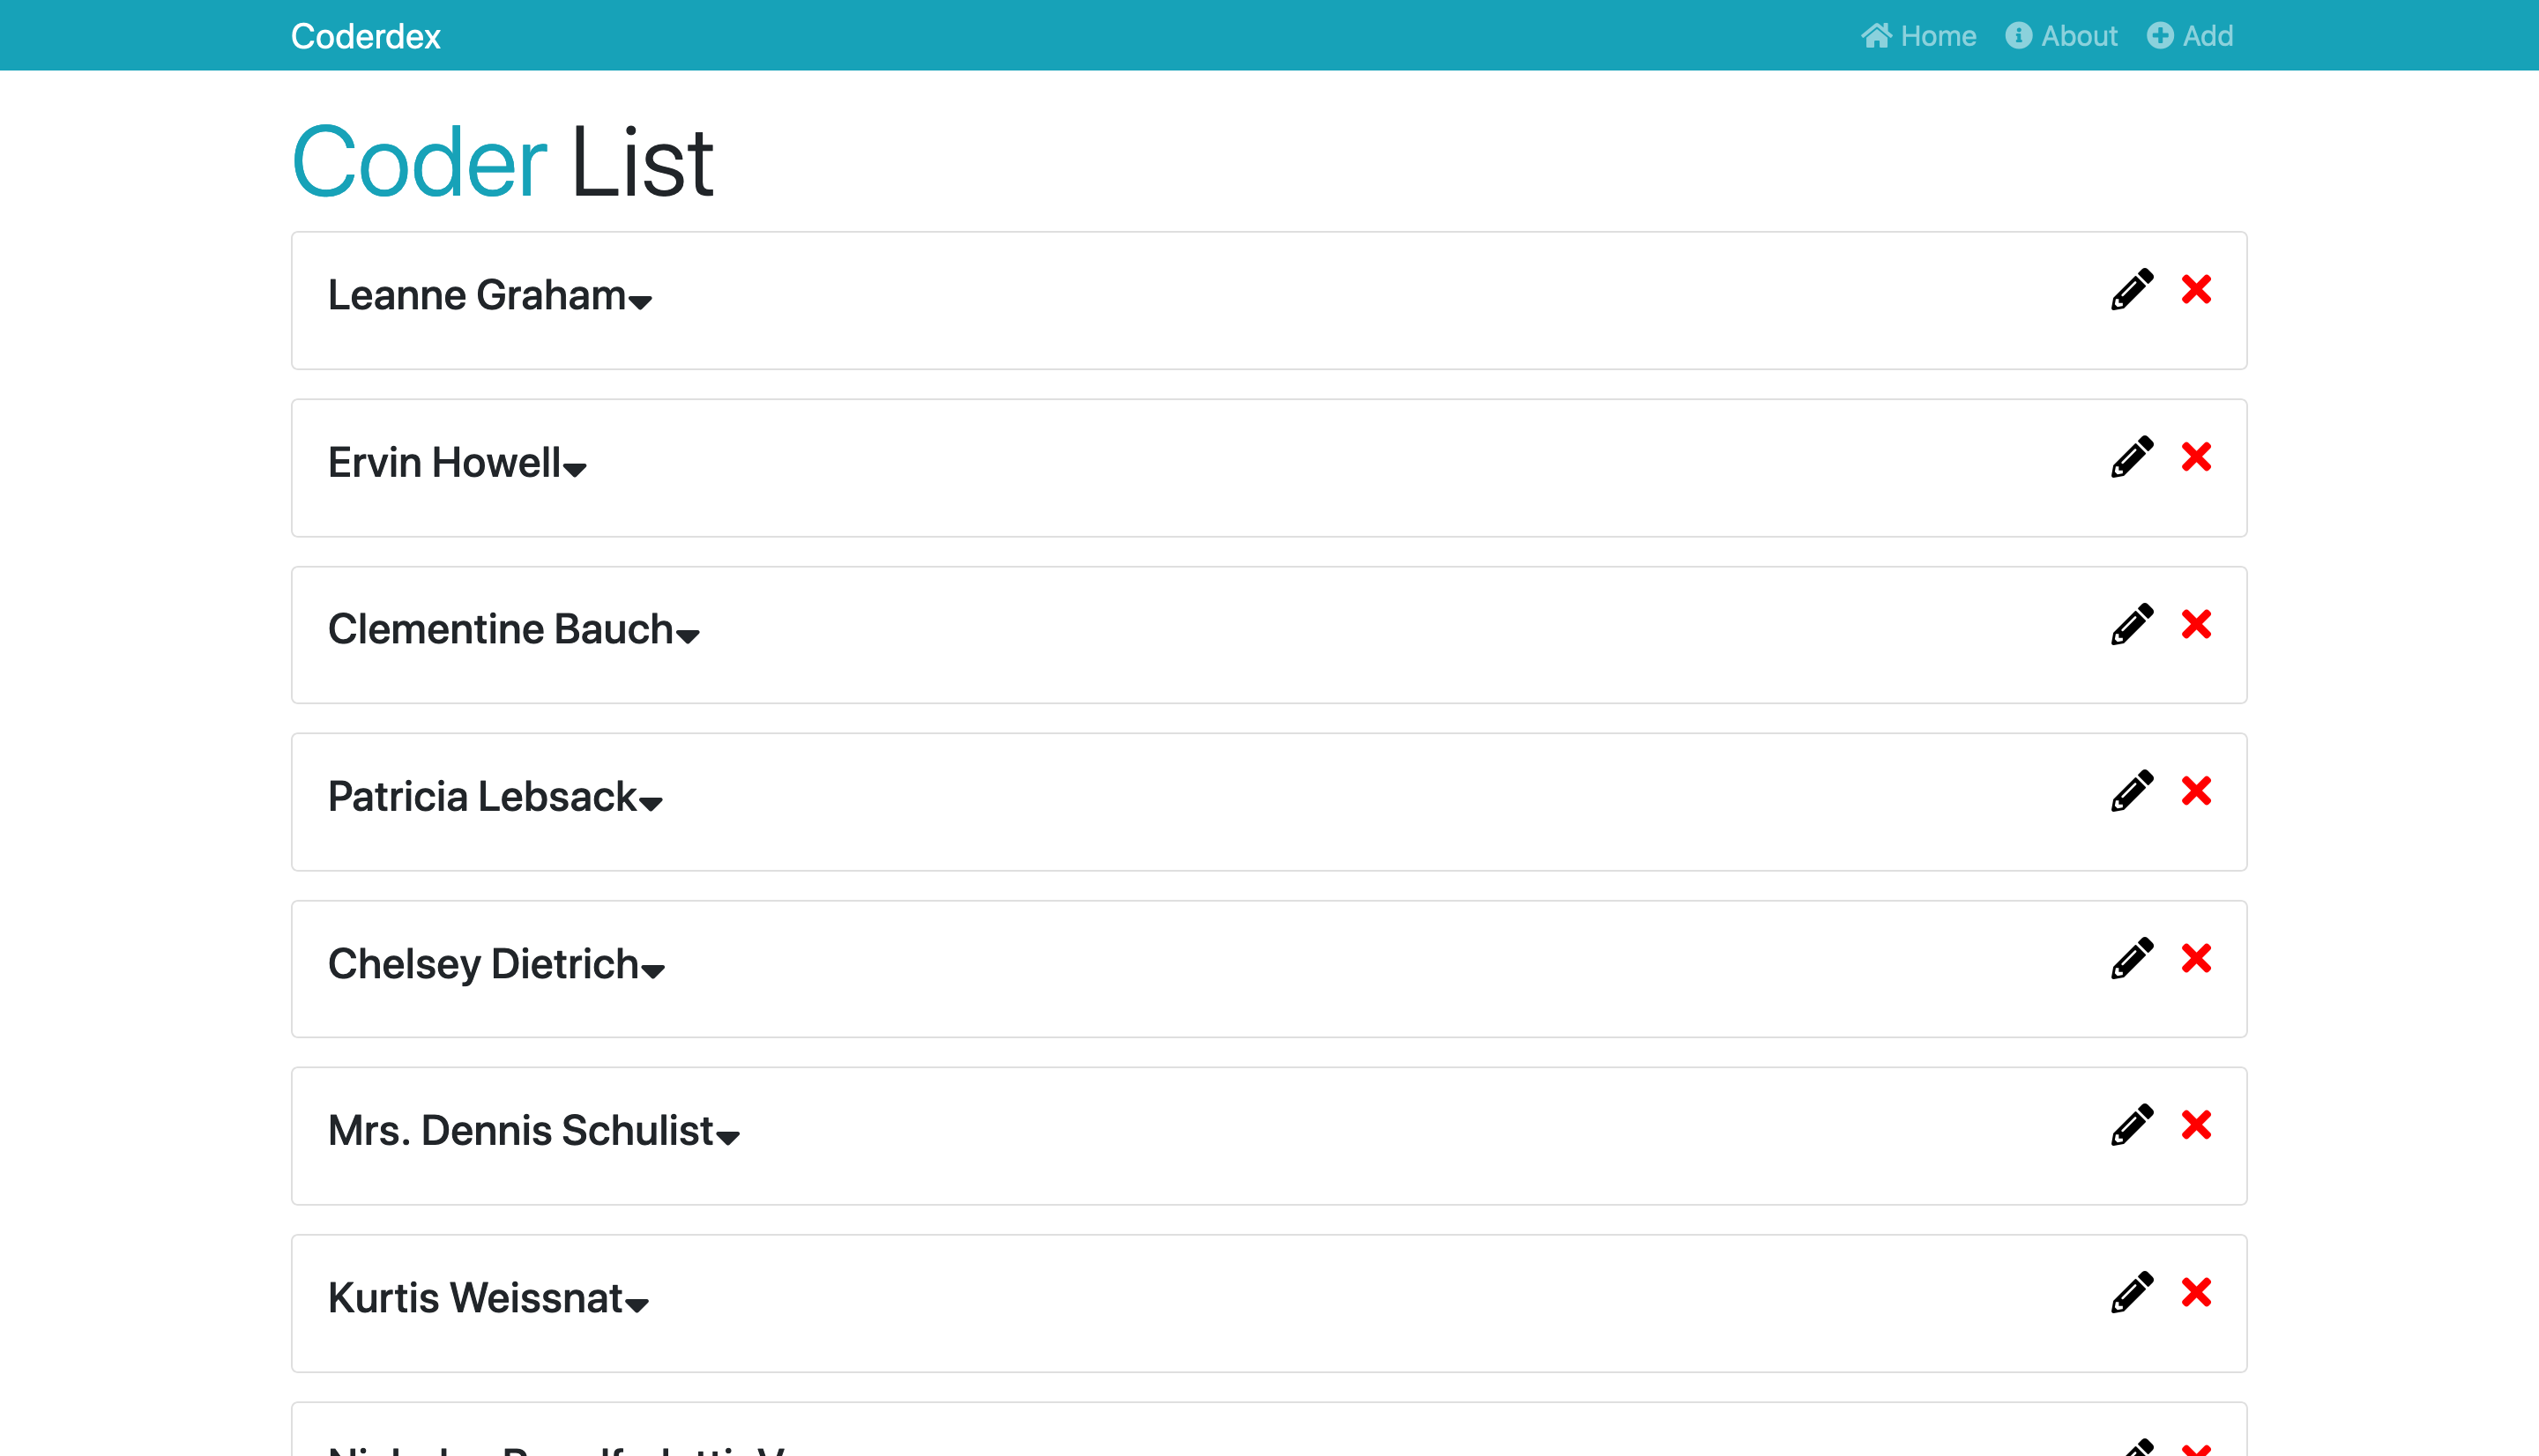 Coderdex
Home About Add
Coder List
Leanne Graham
Ervin Howell
Clementine Bauch
Patricia Lebsack
Chelsey Dietrich
Mrs. Dennis Schulist
Kurtis Weissnat